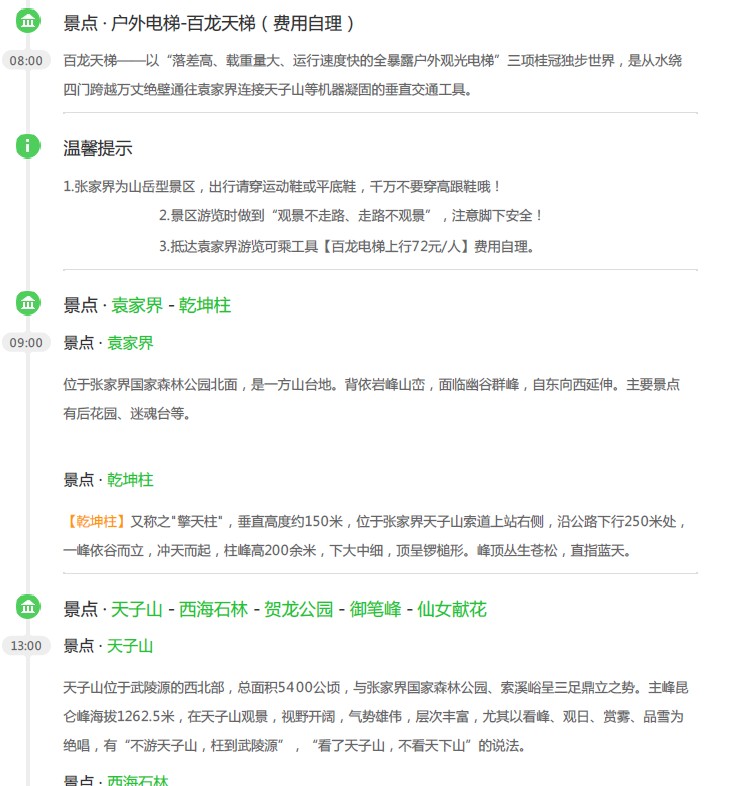 景点 · 户外电梯-百龙天梯（费用自理）
08:00
百龙天梯——以“落差高、载重量大、运行速度快的全暴露户外观光电梯”三项桂冠独步世界，是从水绕
四门跨越万丈绝壁通往袁家界连接天子山等机器凝固的垂直交通工具。
温馨提示
1.张家界为山岳型景区，出行请穿运动鞋或平底鞋，千万不要穿高跟鞋哦！
2.景区游览时做到“观景不走路、走路不观景”，注意脚下安全！
3.抵达袁家界游览可乘工具【百龙电梯上行72元/人】费用自理。
景点 · 袁家界 - 乾坤柱
09:00
景点 · 袁家界
位于张家界国家森林公园北面，是一方山台地。背依岩峰山峦，面临幽谷群峰，自东向西延伸。主要景点
有后花园、迷魂台等。
景点 · 乾坤柱
【乾坤柱】又称之"擎天柱"，垂直高度约150米，位于张家界天子山索道上站右侧，沿公路下行250米处，
一峰依谷而立，冲天而起，柱峰高200余米，下大中细，顶呈锣槌形。峰顶丛生苍松，直指蓝天。
景点 · 天子山 - 西海石林 - 贺龙公园 - 御笔峰 - 仙女献花
13:00
景点 · 天子山
天子山位于武陵源的西北部，总面积5400公顷，与张家界国家森林公园、索溪峪呈三足鼎立之势。主峰昆
仑峰海拔1262.5米，在天子山观景，视野开阔，气势雄伟，层次丰富，尤其以看峰、观日、赏雾、品雪为
绝唱，有“不游天子山，枉到武陵源”，“看了天子山，不看天下山”的说法。
景点 · 西海石林